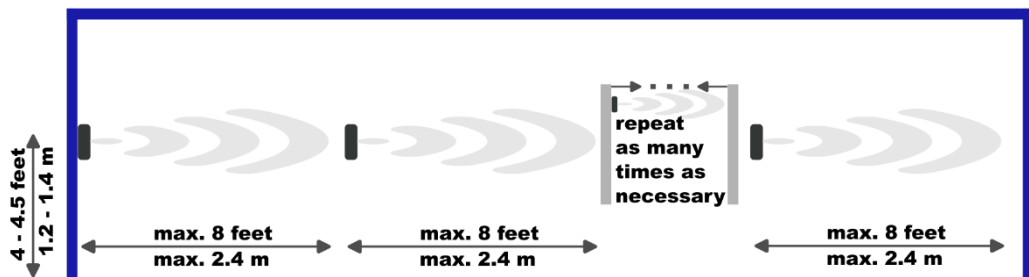 repeat
as many
times as
necessary
4 - 4.5 feet
1.2 - 1.4 m
max. 8 feet
max. 2.4 m
max. 8 feet
max. 2.4 m
max. 8 feet
max. 2.4 m